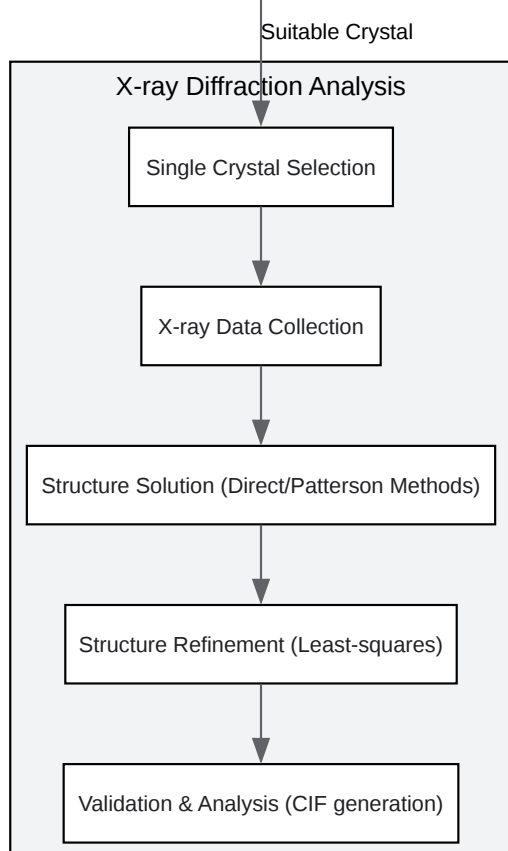 Suitable Crystal
X-ray Diffraction Analysis
Single Crystal Selection
X-ray Data Collection
Structure Solution (Direct/Patterson Methods)
Structure Refinement (Least-squares)
Validation & Analysis (CIF generation)